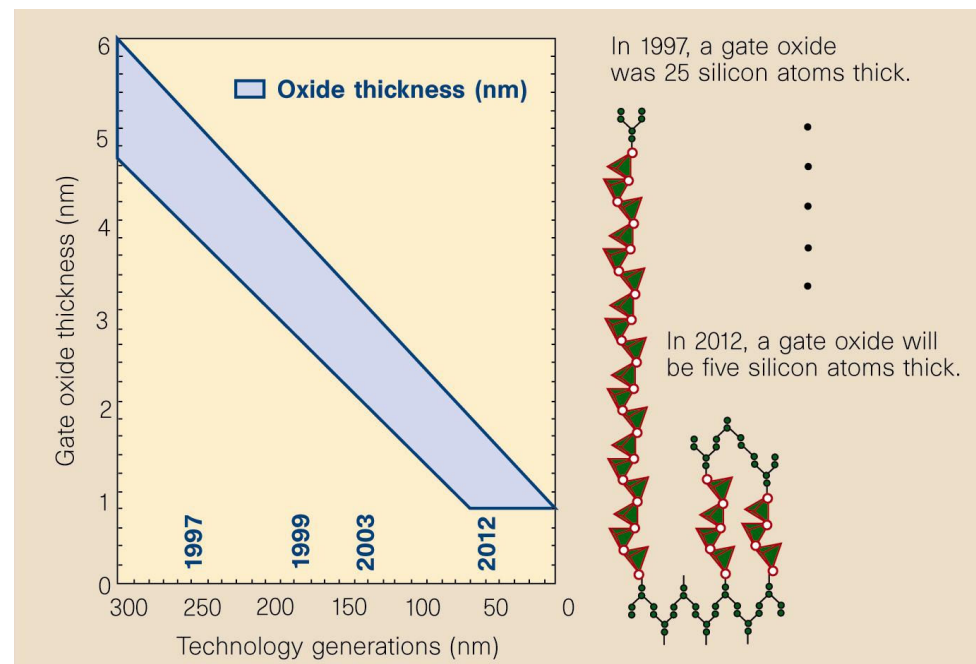 6
5
4
3
2
1
0
Gate oxide thickness (nm)
Oxide thickness (nm)
1997
1999
2003
2012
300 250 200 150 100 50 0
Technology generations (nm)
In 1997, a gate oxide
was 25 silicon atoms thick.
In 2012, a gate oxide will
be five silicon atoms thick.